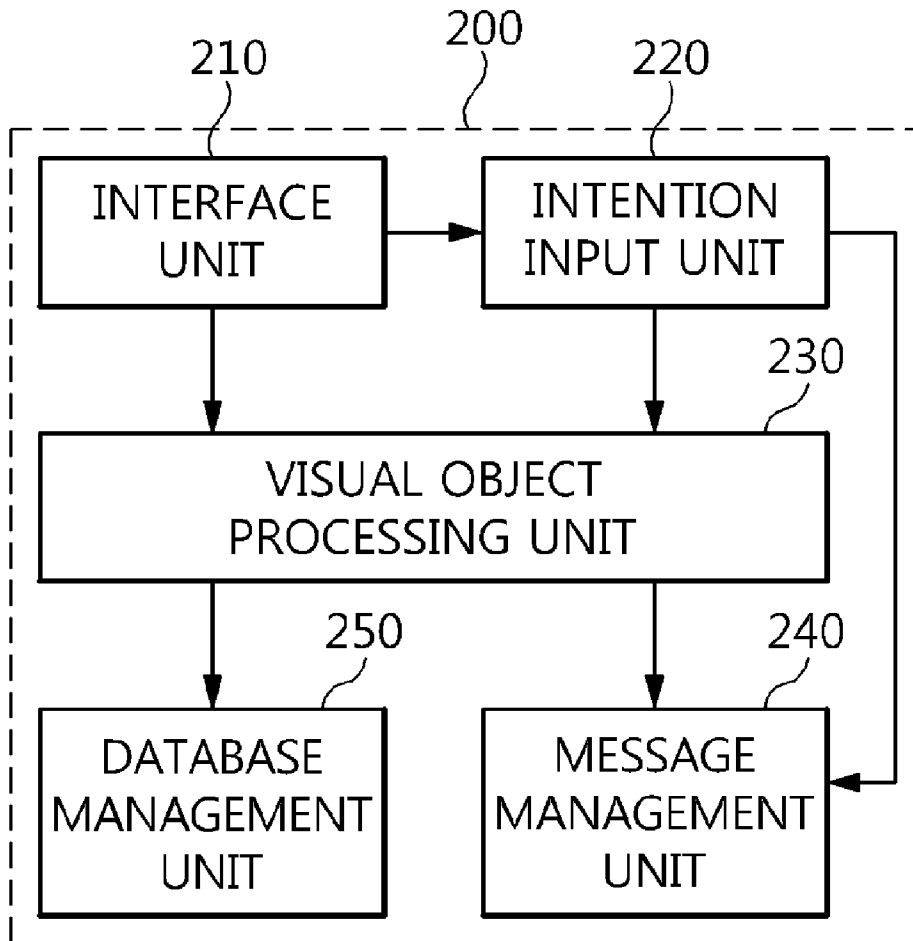 200
210
220
INTERFACE
UNIT
INTENTION
INPUT UNIT
230
VISUAL OBJECT
PROCESSING UNIT
250
240
DATABASE
MANAGEMENT
UNIT
MESSAGE
MANAGEMENT
UNIT